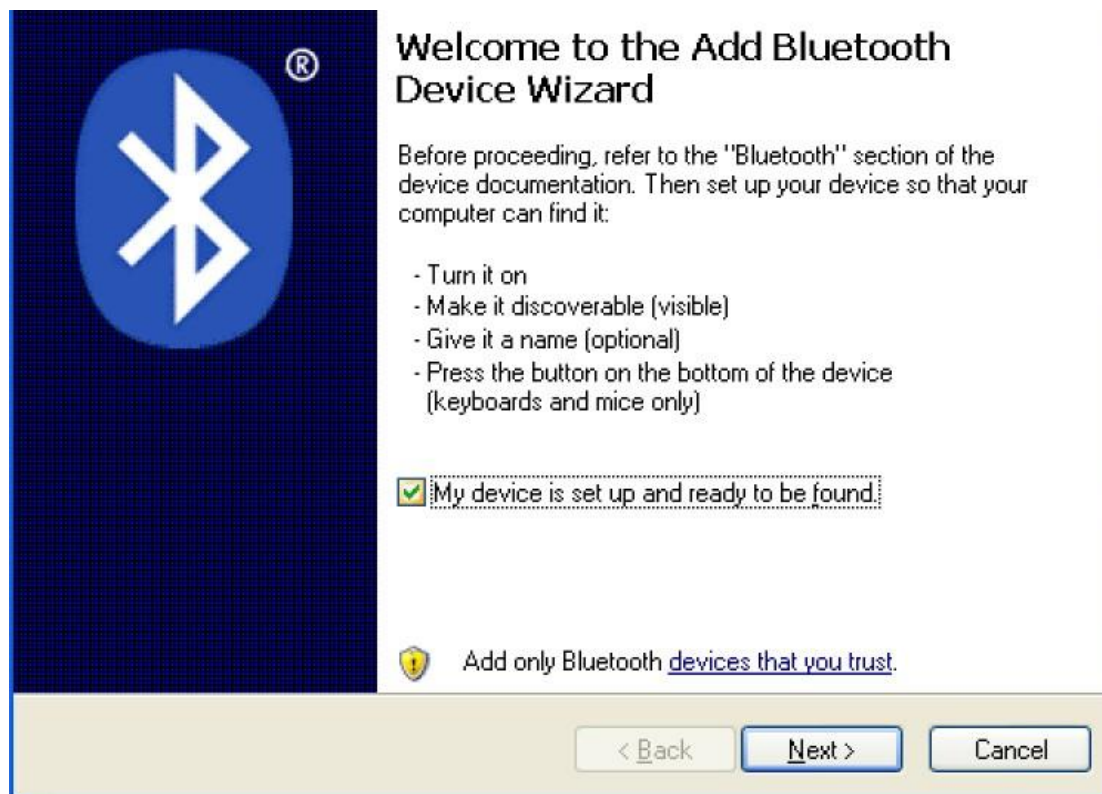 ®
Welcome to the Add Bluetooth
Device Wizard
Before proceeding, refer to the "Bluetooth" section of the
device documentation. Then set up your device so that your
computer can find it:
- Turn it on
- Make it discoverable (visible)
- Give it a name (optional)
- Press the button on the bottom of the device
(keyboards and mice only)
My device is set up and ready to be found.
Add only Bluetooth devices that you trust.
< Back Next > Cancel